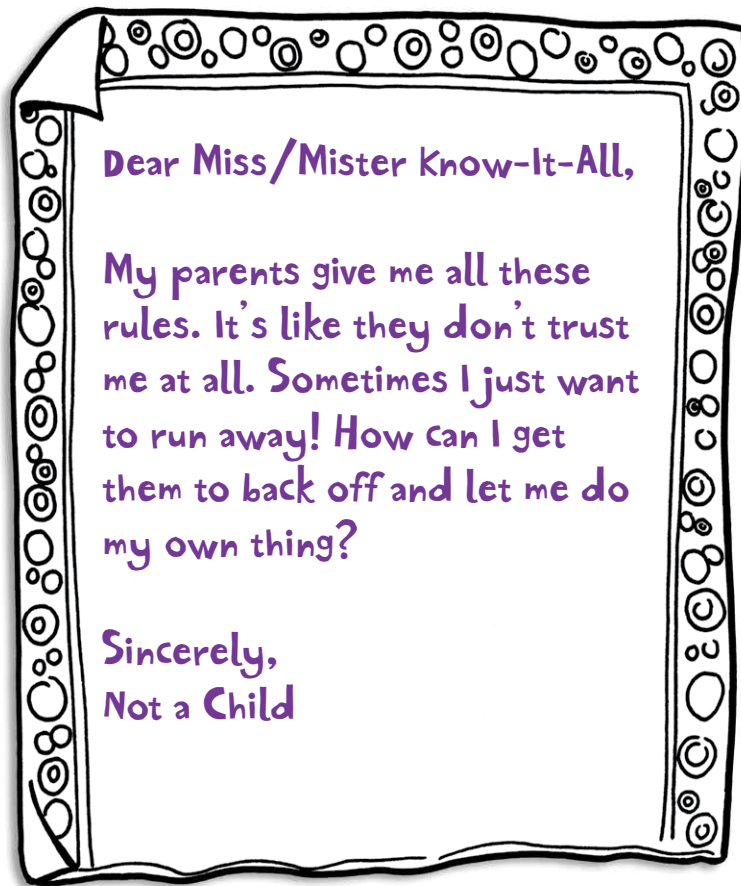 Dear Miss/Mister Know-It-All,
My parents give me all these
rules. It's like they don't trust
me at all. Sometimes I just want
to run away! How can I get
them to back off and let me do
my own thing?
Sincerely,
Not a Child